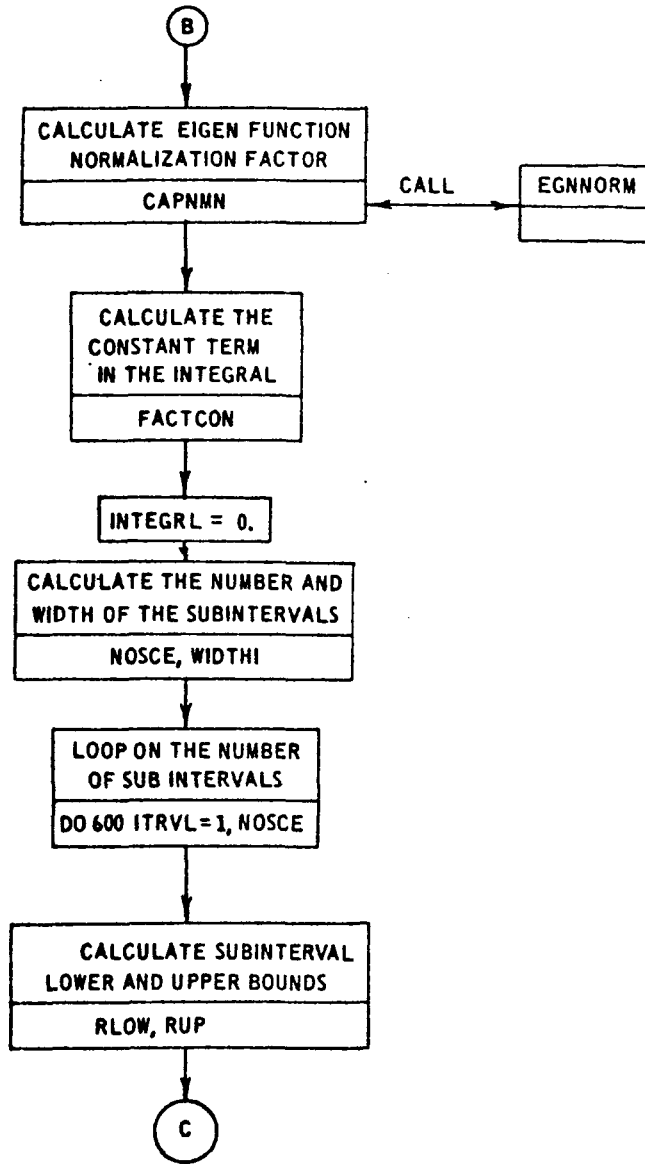 B
CALCULATE EIGEN FUNCTION
NORMALIZATION FACTOR
CAPNMN
CALL
EGNNORM
CALCULATE THE
CONSTANT TERM
IN THE INTEGRAL
FACTCON
INTEGRL = 0.
CALCULATE THE NUMBER AND
WIDTH OF THE SUBINTERVALS
NOSCE, WIDTHI
LOOP ON THE NUMBER
OF SUB INTERVALS
DO 600 ITRVL=1, NOSCE
CALCULATE SUBINTERVAL
LOWER AND UPPER BOUNDS
RLOW, RUP
C